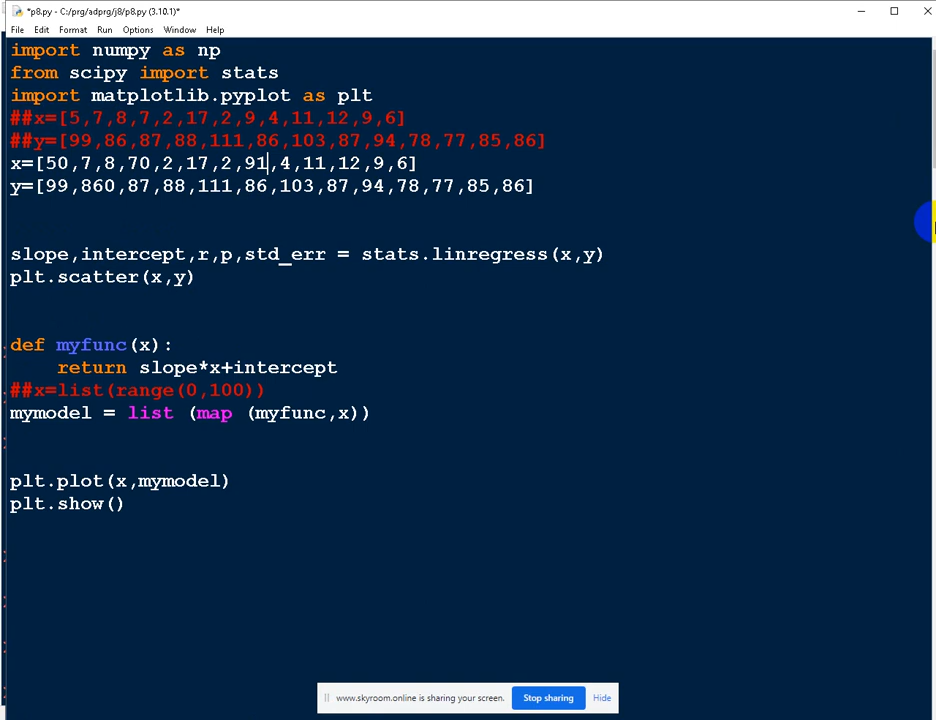 *p8.py - C:/prg/adprg/j8/p8.py (3.10.1)*
File Edit Format Run Options Window Help
import numpy as np
from scipy import stats
import matplotlib.pyplot as plt
##x=[5,7,8,7,2,17,2,9,4,11,12,9,6]
##y=[99,86,87,88,111,86,103,87,94,78,77,85,86]
x=[50,7,8,70,2,17,2,91,4,11,12,9,6]
y=[99,860,87,88,111,86,103,87,94,78,77,85,86]
slope,intercept,r,p,std_err = stats.linregress(x,y)
plt.scatter(x,y)
def myfunc(x):
    return slope*x+intercept
##x=list(range(0,100))
mymodel = list (map (myfunc,x))
plt.plot(x,mymodel)
plt.show()
www.skyroom.online is sharing your screen. Stop sharing Hide